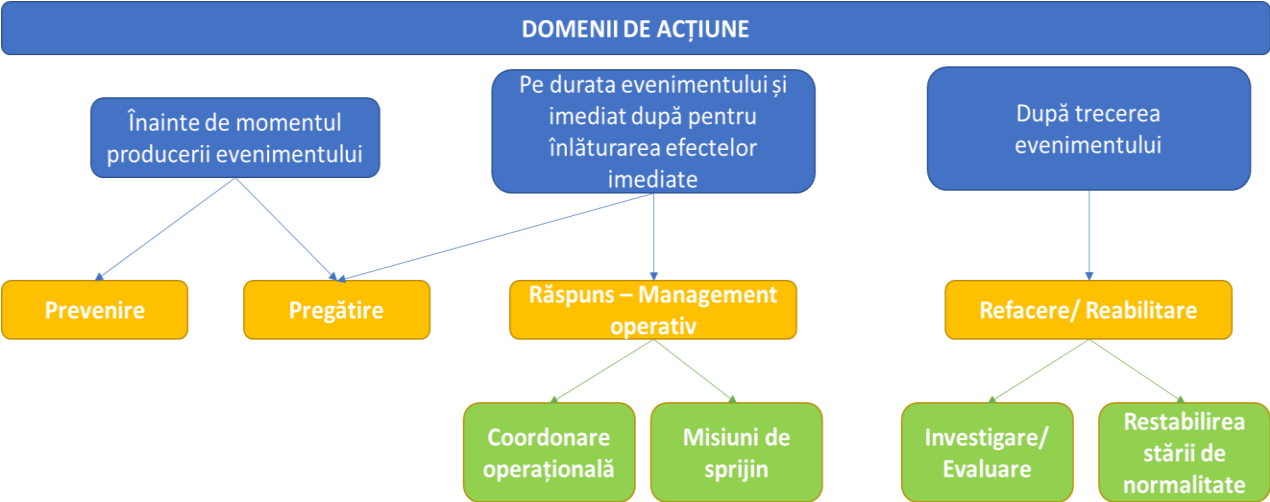 DOMENII DE ACȚIUNE
Înainte de momentul
producerii evenimentului
Pe durata evenimentului și
imediat după pentru
înlăturarea efectelor
imediate
După trecerea
evenimentului
Prevenire
Pregătire
Răspuns – Management
operativ
Refacere/ Reabilitare
Coordonare
operațională
Misiuni de
sprijin
Investigare/
Evaluare
Restabilirea
stării de
normalitate